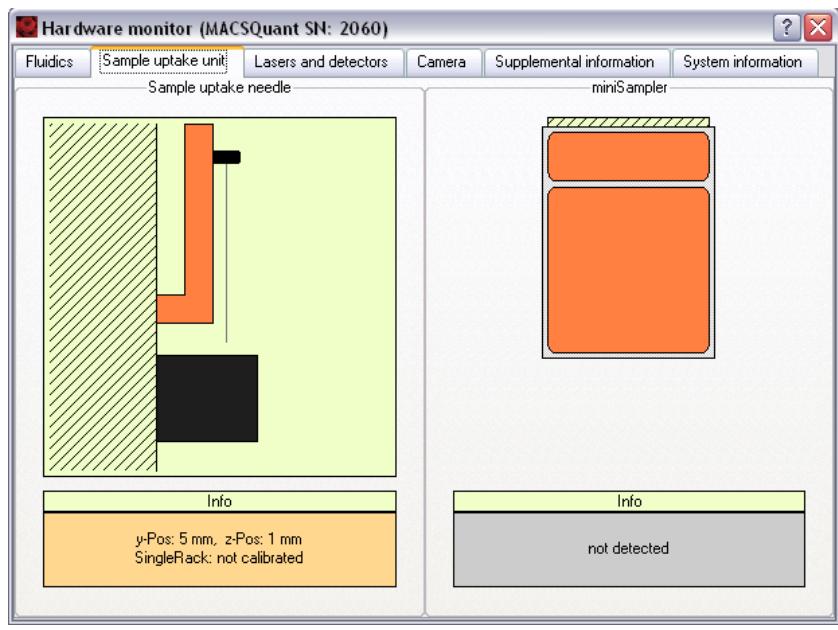 Hardware monitor (MACSQuant SN: 2060)
Fluidics
Sample uptake unit
Lasers and detectors
Camera
Supplemental information
System information
Sample uptake needle
miniSampler
Info
y-Pos: 5 mm, z-Pos: 1 mm
SingleRack: not calibrated
Info
not detected